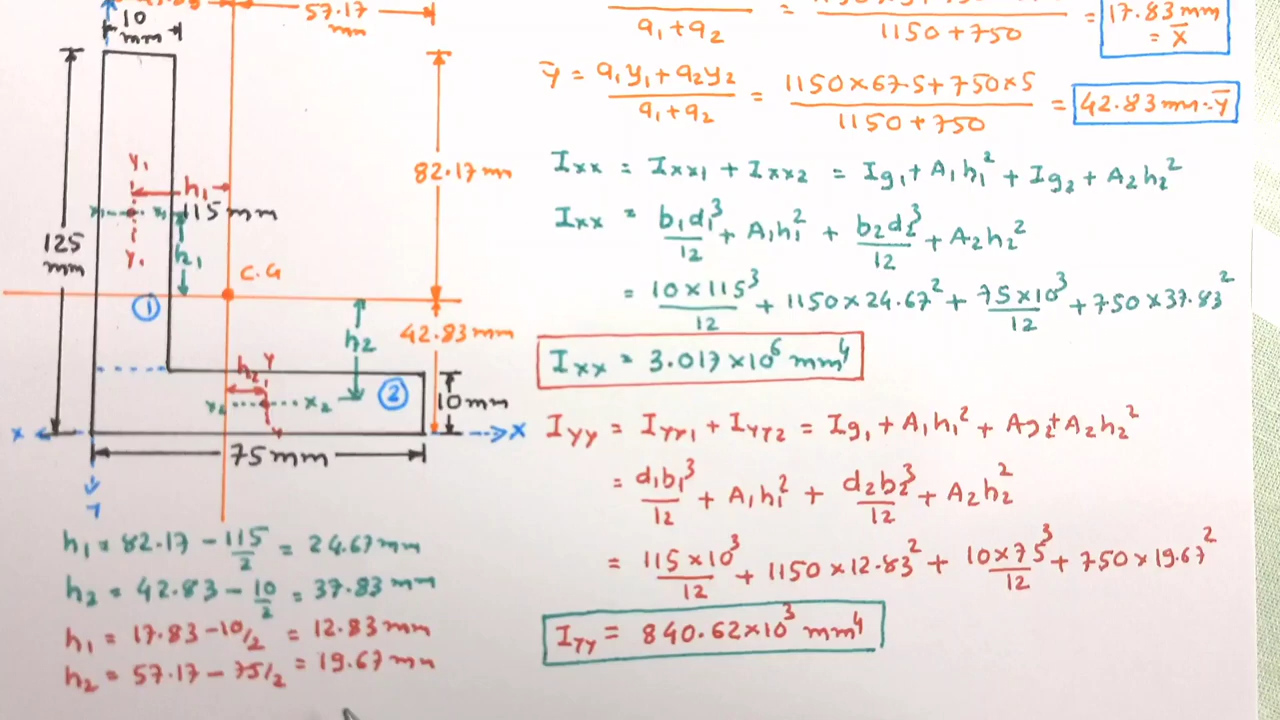 10 mm
57.17 mm
a₁+a₂ = 1150+750 = 17.83 mm = X̄
ȳ = a₁y₁+a₂y₂ / a₁+a₂ = 1150×67.5+750×5 / 1150+750 = 42.83 mm = Ȳ
82.17 mm
Y₁
h₁
x₁ x₁ 115 mm
125 mm
Y₁ h₁
C.G
①
42.83 mm
h₂
h₂ Y
x₂ x₂ ② 10 mm
x x
75 mm
Y
Ixx = Ixx₁ + Ixx₂ = Ig₁ + A₁h₁² + Ig₂ + A₂h₂²
Ixx = b₁d₁³/12 + A₁h₁² + b₂d₂³/12 + A₂h₂²
= 10×115³/12 + 1150×24.67² + 75×10³/12 + 750×37.83²
Ixx = 3.017×10⁶ mm⁴
Iyy = Iyy₁ + Iyy₂ = Ig₁ + A₁h₁² + Ag₂ + A₂h₂²
= d₁b₁³/12 + A₁h₁² + d₂b₂³/12 + A₂h₂²
= 115×10³/12 + 1150×12.83² + 10×75³/12 + 750×19.67²
Iyy = 840.62×10³ mm⁴
h₁ = 82.17 - 115/2 = 24.67 mm
h₂ = 42.83 - 10/2 = 37.83 mm
h₁ = 17.83 - 10/2 = 12.83 mm
h₂ = 57.17 - 75/2 = 19.67 mm